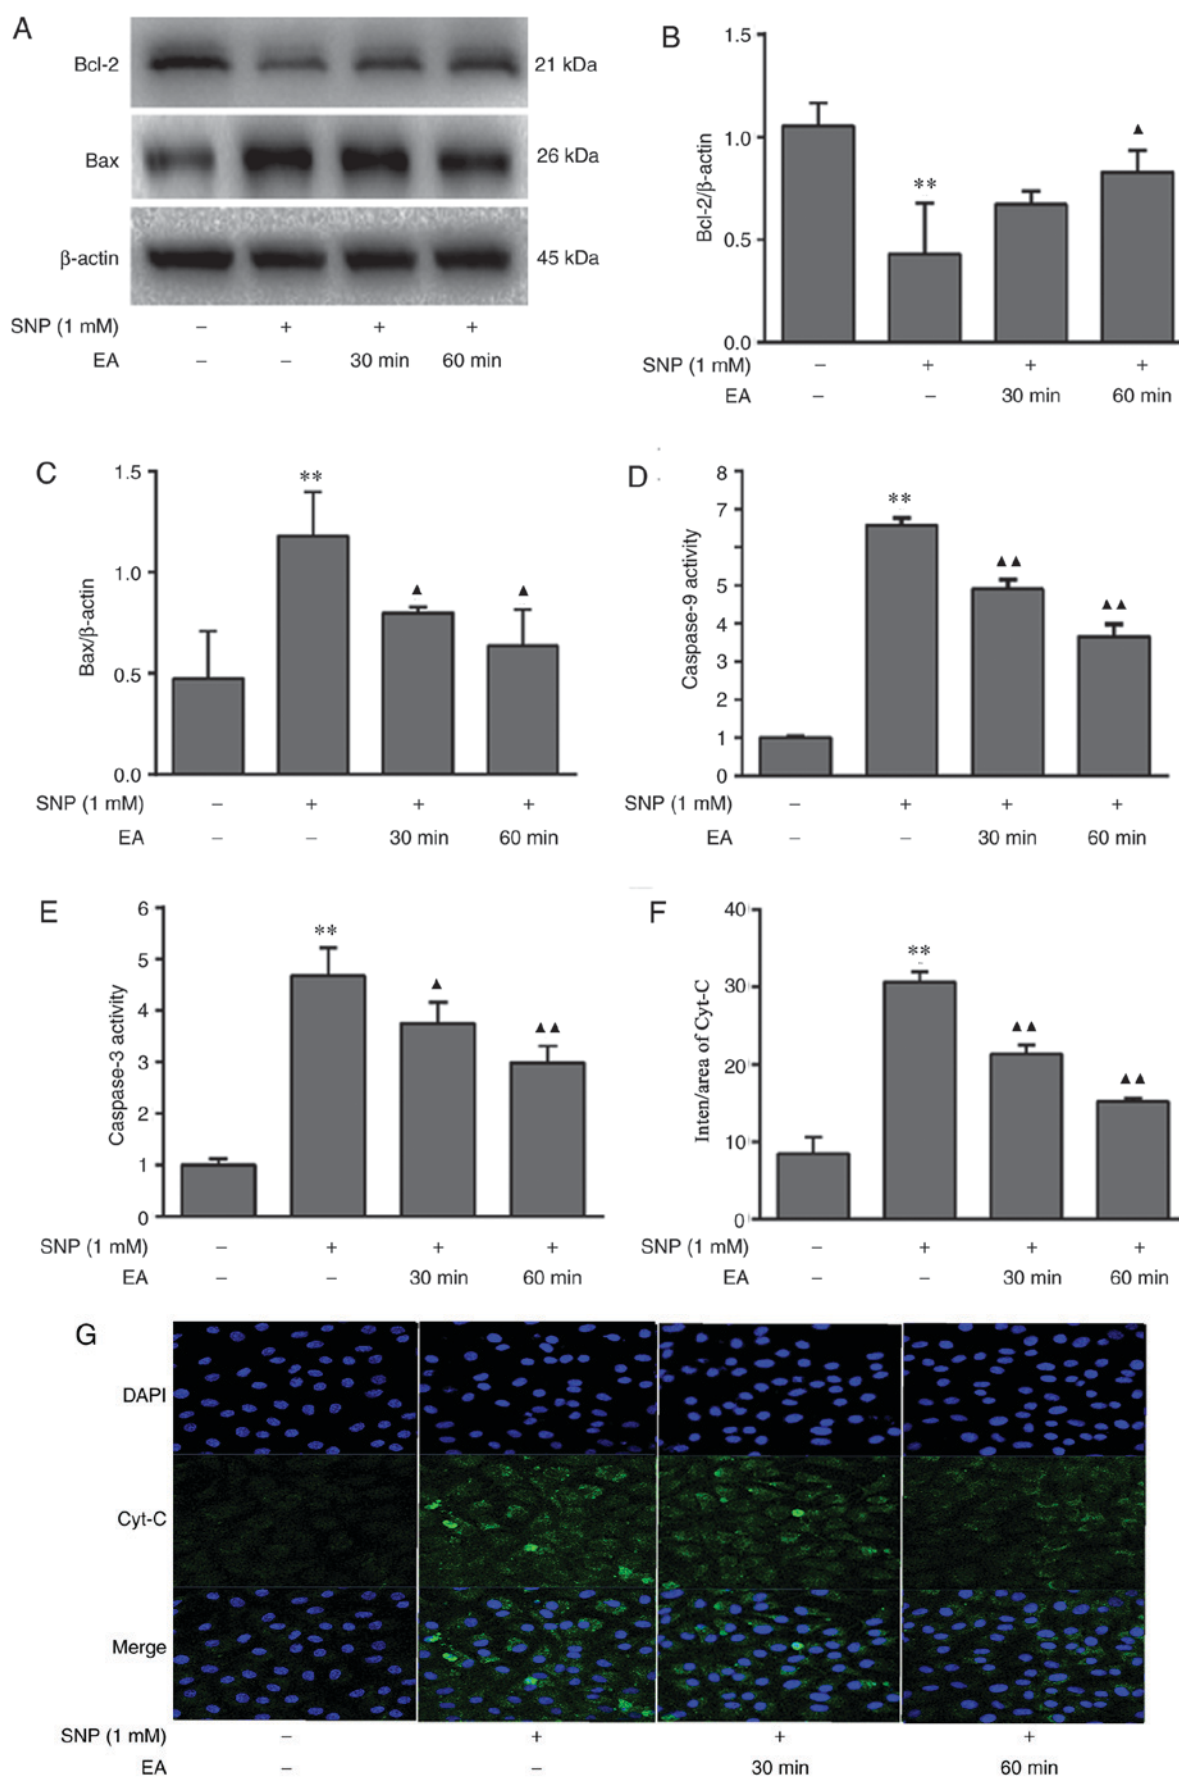 A
Bcl-2
21 kDa
Bax
26 kDa
β-actin
45 kDa
SNP (1 mM) – + + +
EA – – 30 min 60 min
B
Bcl-2/β-actin
1.5
1.0
0.5
0.0
**
▲
SNP (1 mM) – + + +
EA – – 30 min 60 min
C
Bax/β-actin
1.5
1.0
0.5
0.0
**
▲
▲
SNP (1 mM) – + + +
EA – – 30 min 60 min
D
Caspase-9 activity
8
7
5
4
3
2
1
0
**
▲▲
▲▲
SNP (1 mM) – + + +
EA – – 30 min 60 min
E
Caspase-3 activity
6
5
4
3
2
1
0
**
▲
▲▲
SNP (1 mM) – + + +
EA – – 30 min 60 min
F
Inten/area of Cyt-C
40
30
20
10
0
**
▲▲
▲▲
SNP (1 mM) – + + +
EA – – 30 min 60 min
G
DAPI
Cyt-C
Merge
SNP (1 mM) – + + +
EA – – 30 min 60 min